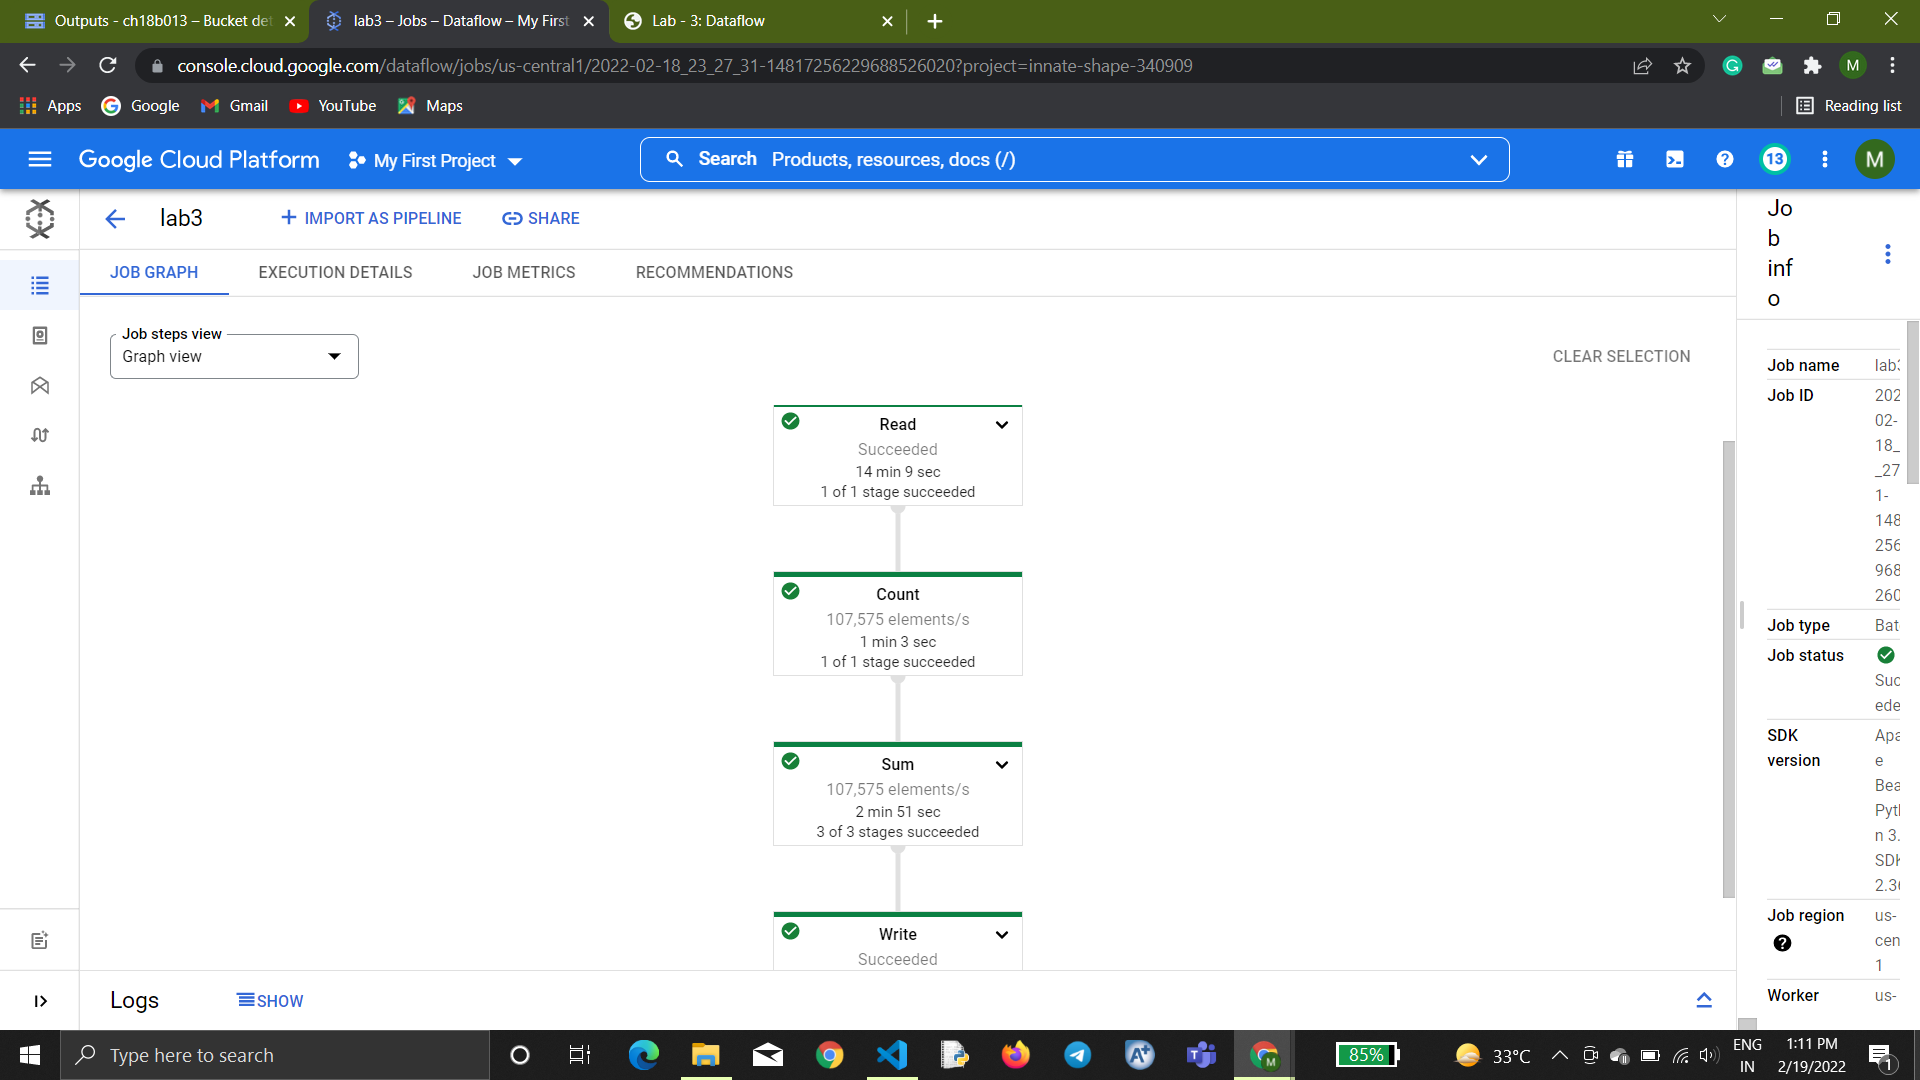 Outputs - ch18b013 – Bucket det
lab3 – Jobs – Dataflow – My First
Lab - 3: Dataflow
console.cloud.google.com/dataflow/jobs/us-central1/2022-02-18_23_27_31-14817256229688526020?project=innate-shape-340909
M
Apps
Google
Gmail
YouTube
Maps
Reading list
Google Cloud Platform
My First Project
Search Products, resources, docs (/)
13
M
lab3
IMPORT AS PIPELINE
SHARE
JOB GRAPH
EXECUTION DETAILS
JOB METRICS
RECOMMENDATIONS
Job steps view
Graph view
CLEAR SELECTION
Read
Succeeded
14 min 9 sec
1 of 1 stage succeeded
Count
107,575 elements/s
1 min 3 sec
1 of 1 stage succeeded
Sum
107,575 elements/s
2 min 51 sec
3 of 3 stages succeeded
Write
Succeeded
Logs
SHOW
Jo
b
inf
o
Job name
lab3
Job ID
202
02-
18_
_27
1-
148
256
968
260
Job type
Bat
Job status
Suc
ede
SDK
version
Apa
e
Bea
Pyt
n 3.
SDK
2.3
Job region
us-
cen
1
Worker
us-
Type here to search
85%
33°C
ENG
IN
1:11 PM
2/19/2022
1